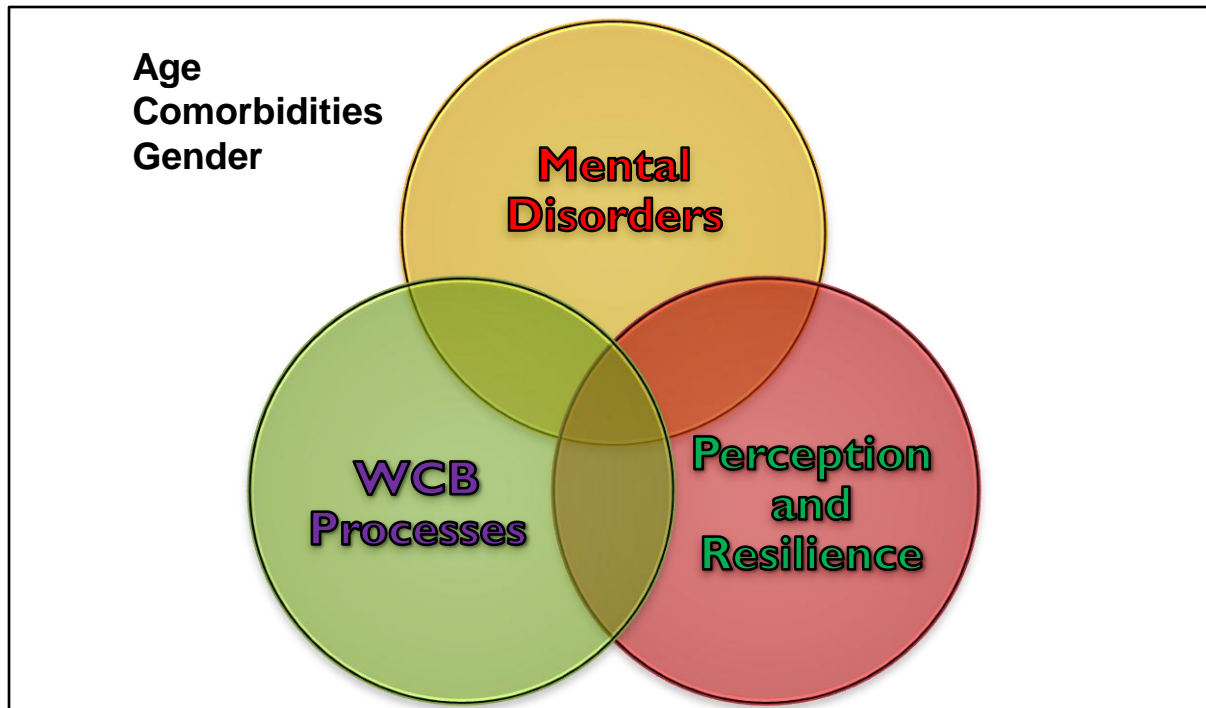 Age
Comorbidities
Gender
Mental
Disorders
WCB
Processes
Perception
and
Resilience